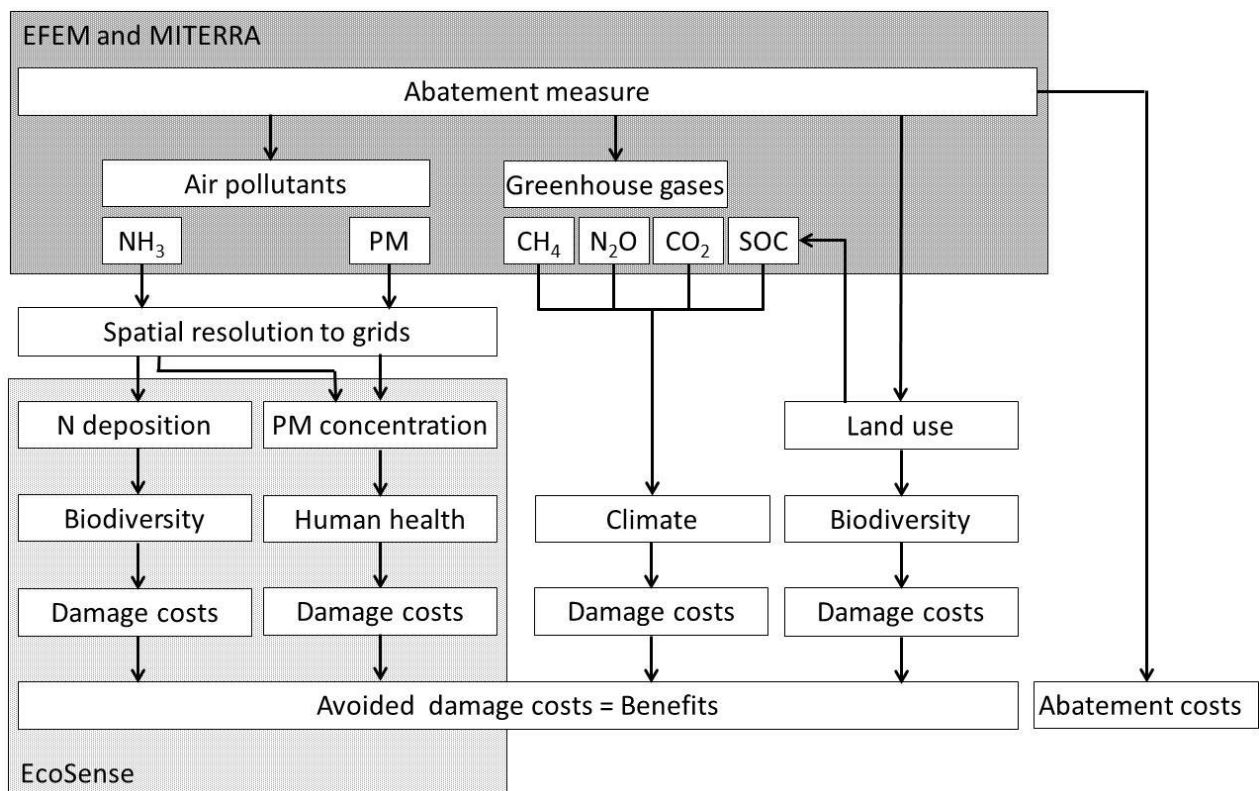 EFEM and MITERRA
Abatement measure
Air pollutants
Greenhouse gases
NH₃
PM
CH₄
N₂O
CO₂
SOC
Spatial resolution to grids
N deposition
PM concentration
Land use
Biodiversity
Human health
Climate
Biodiversity
Damage costs
Damage costs
Damage costs
Damage costs
Avoided damage costs = Benefits
Abatement costs
EcoSense